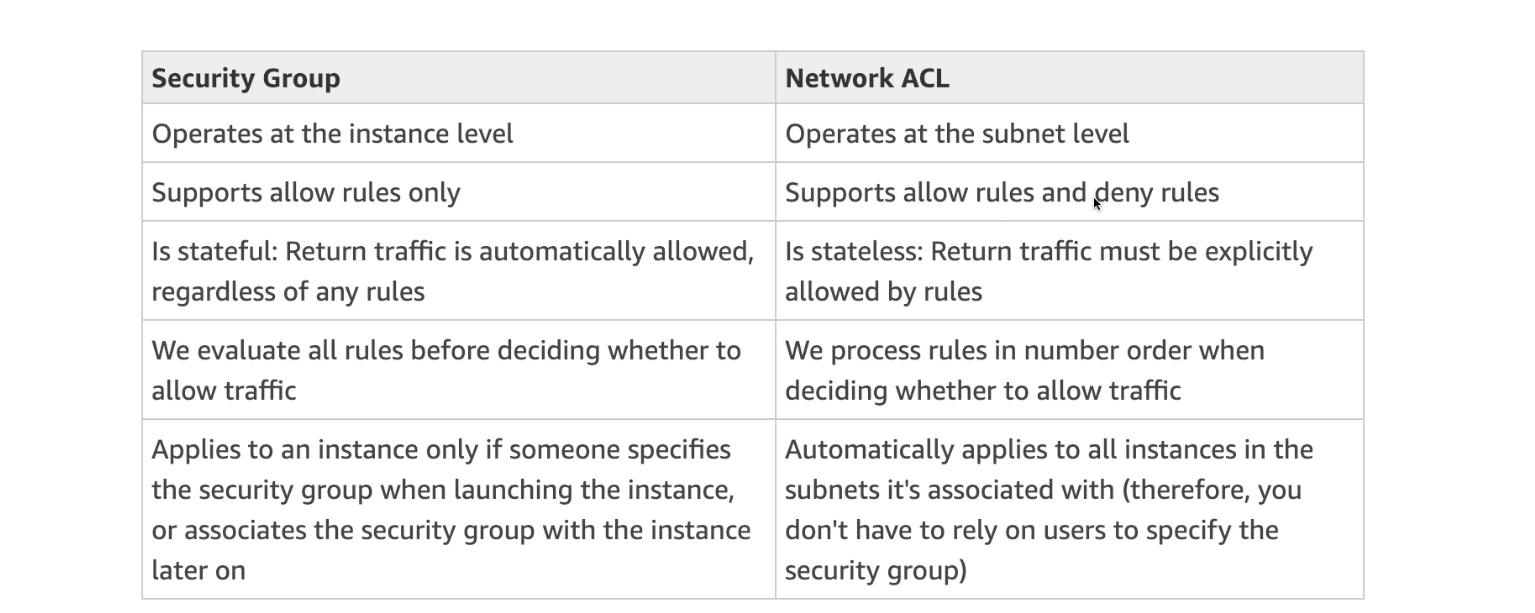 Security Group
Network ACL
Operates at the instance level
Operates at the subnet level
Supports allow rules only
Supports allow rules and deny rules
Is stateful: Return traffic is automatically allowed,
regardless of any rules
Is stateless: Return traffic must be explicitly
allowed by rules
We evaluate all rules before deciding whether to
allow traffic
We process rules in number order when
deciding whether to allow traffic
Applies to an instance only if someone specifies
the security group when launching the instance,
or associates the security group with the instance
later on
Automatically applies to all instances in the
subnets it's associated with (therefore, you
don't have to rely on users to specify the
security group)